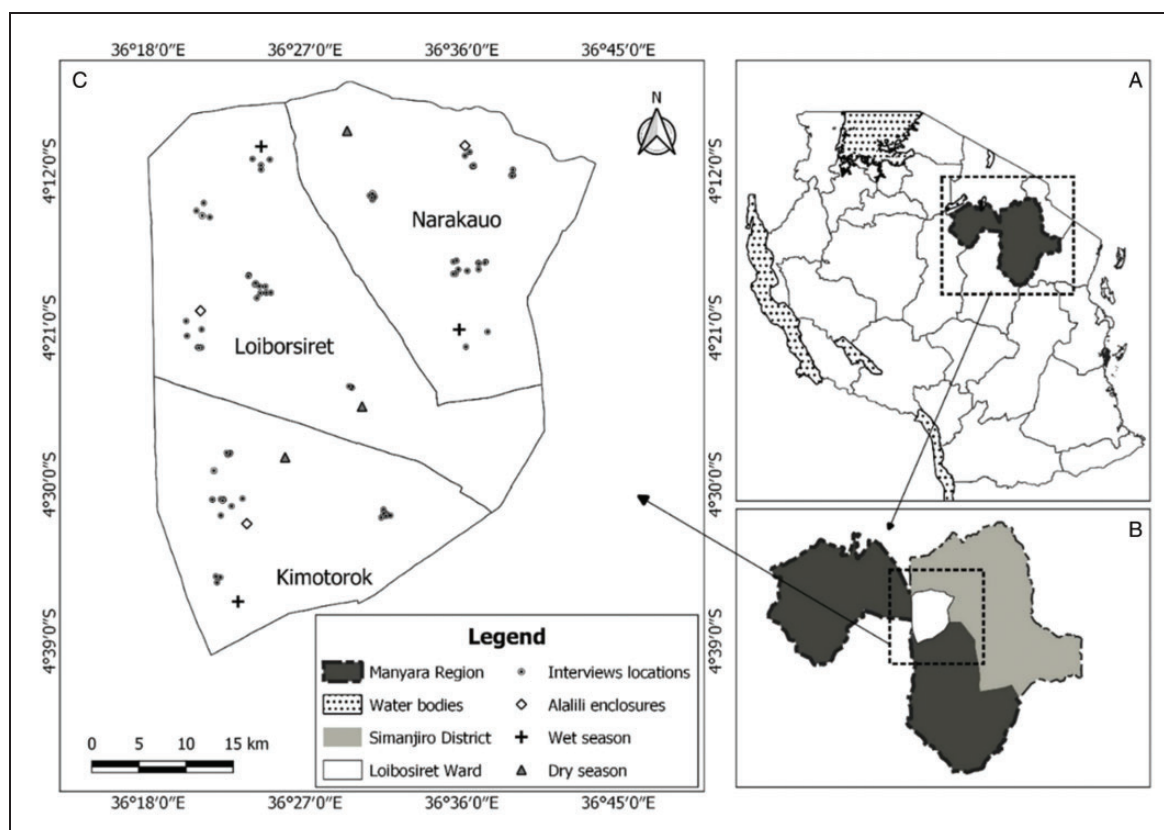 36°18′0″E 36°27′0″E 36°36′0″E 36°45′0″E
C
N
4°12′0″S
4°12′0″S
Narakauo
4°21′0″S
4°21′0″S
Loiborsiret
4°30′0″S
4°30′0″S
Kimotorok
4°39′0″S
4°39′0″S
Legend
Manyara Region
Interviews locations
Water bodies
Alalili enclosures
Simanjiro District
Wet season
Loibosiret Ward
Dry season
0 5 10 15 km
36°18′0″E 36°27′0″E 36°36′0″E 36°45′0″E
A
B